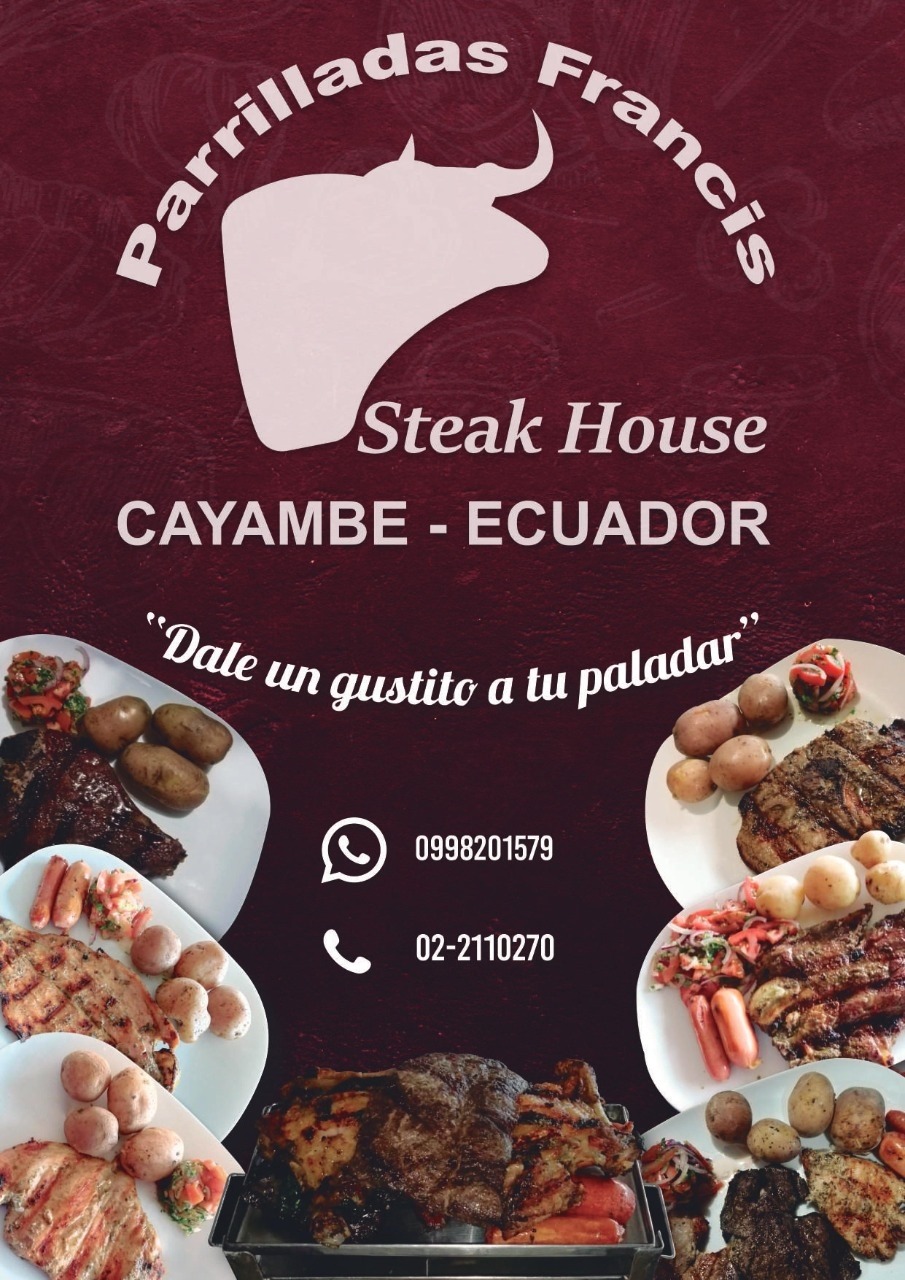 Parrilladas Francis
Steak House
CAYAMBE - ECUADOR
“Dale un gustito a tu paladar”
0998201579
02-2110270